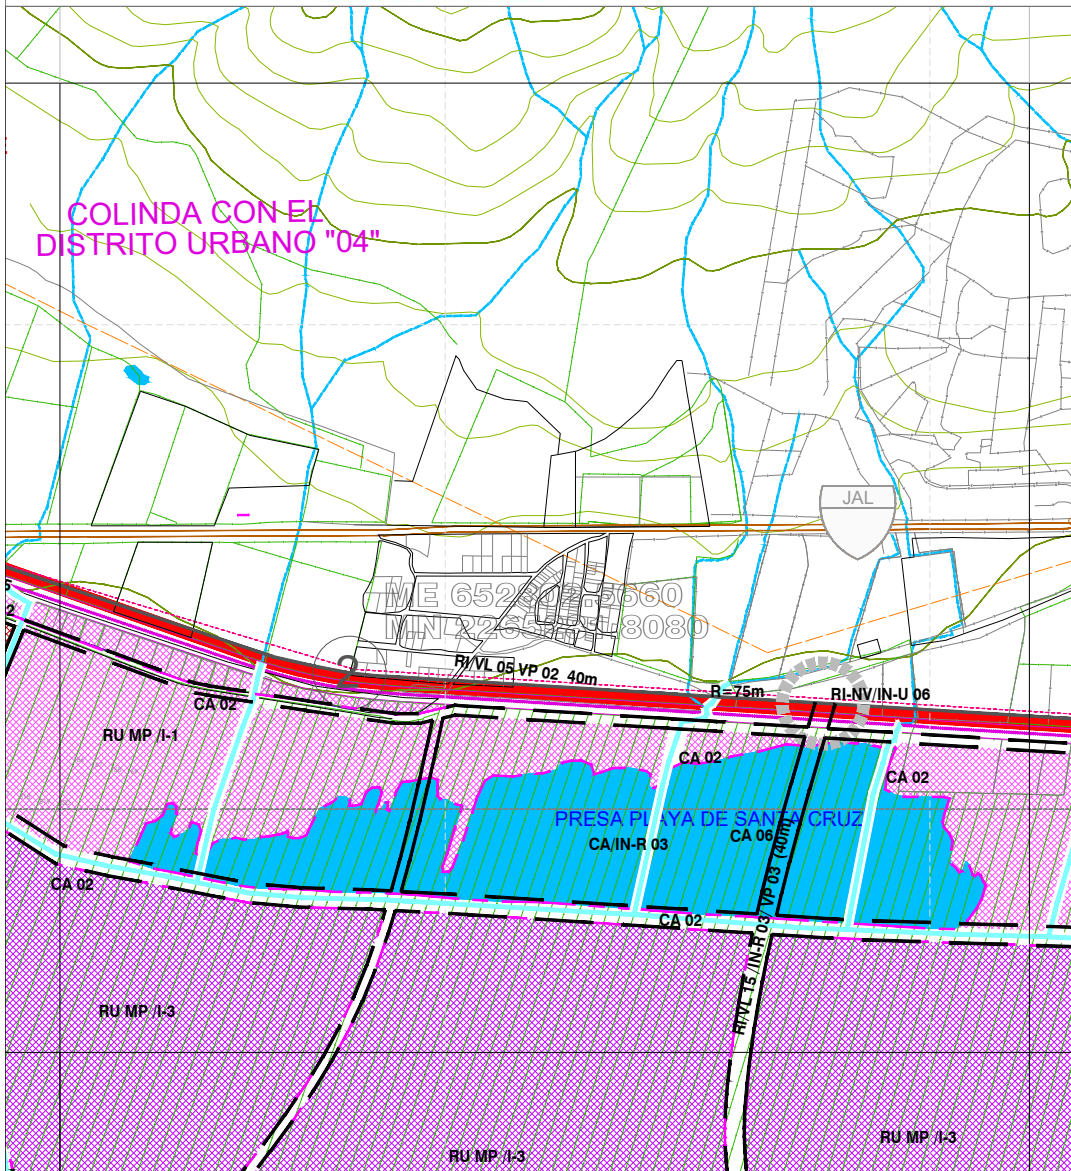 COLINDA CON EL
DISTRITO URBANO "04"
JAL
2
RI/VL 05 VP 02 40m
R=75m
RI-NV/IN-U 06
CA 02
RU MP /I-1
CA 02
CA 02
PRESA PLAYA DE SANTA CRUZ
CA 06
CA/IN-R 03
CA 02
CA 02
RI/VL 15 /IN-R 03/ VP 03 (40m)
RU MP /I-3
RU MP /I-3
RU MP /I-3